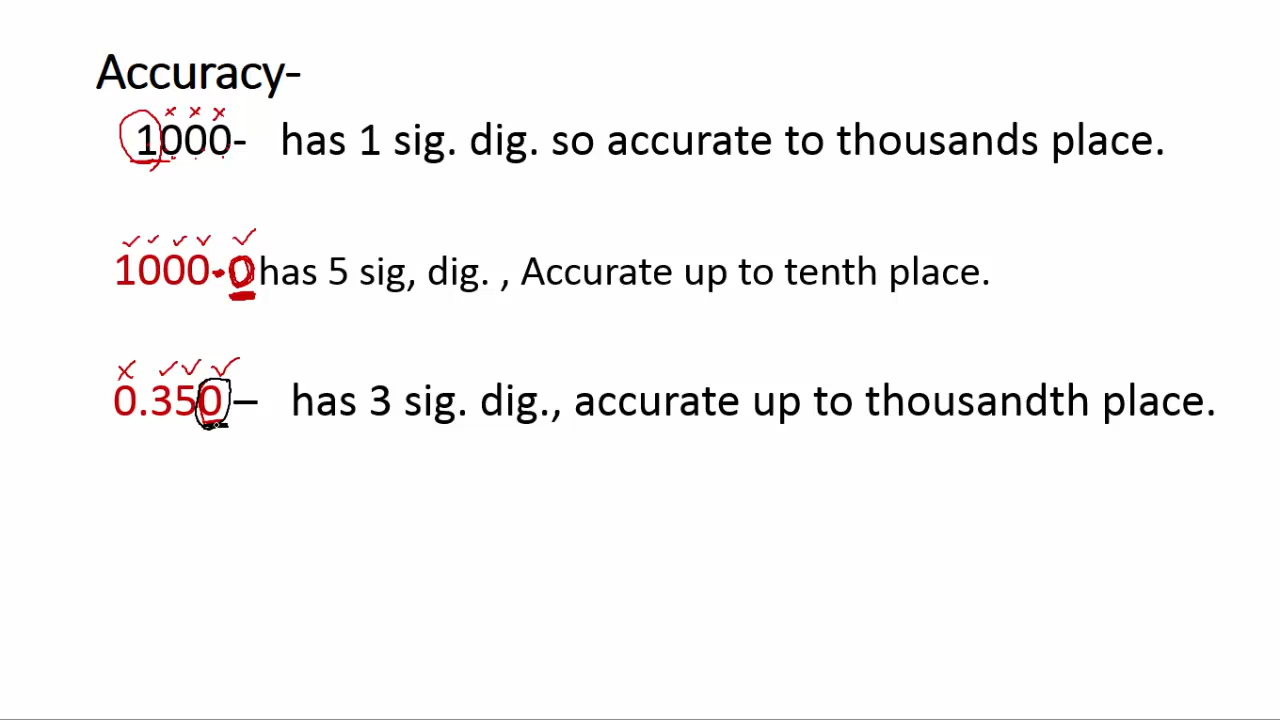 Accuracy-
1000- has 1 sig. dig. so accurate to thousands place.
1000.0 has 5 sig, dig. , Accurate up to tenth place.
0.350 – has 3 sig. dig., accurate up to thousandth place.